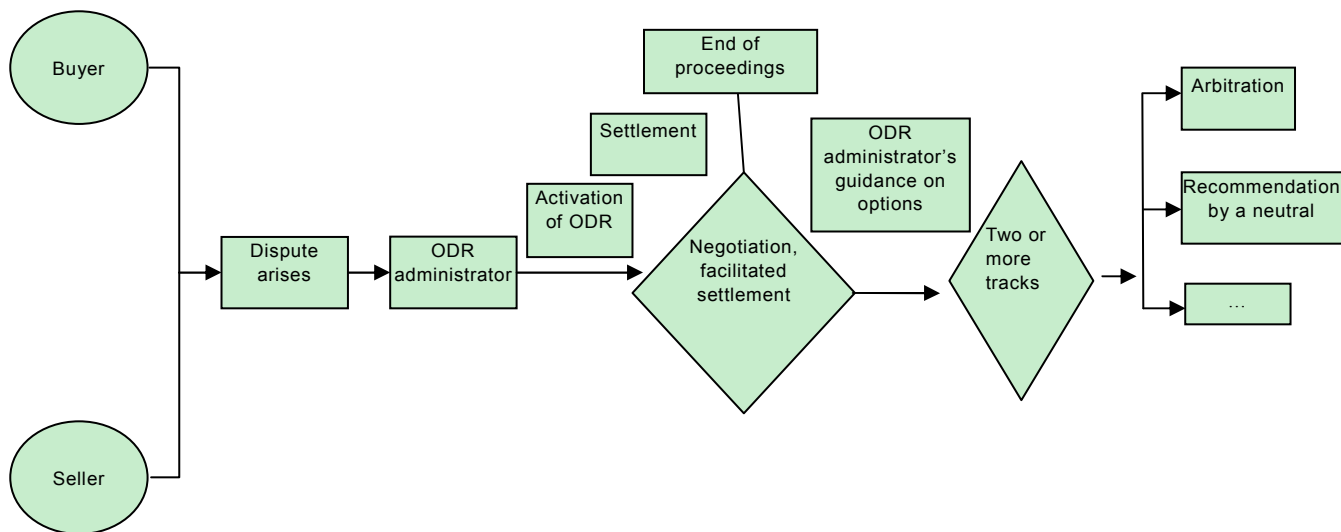 Buyer
Seller
Dispute
arises
ODR
administrator
Activation
of ODR
Settlement
End of
proceedings
Negotiation,
facilitated
settlement
ODR
administrator’s
guidance on
options
Two or
more
tracks
Arbitration
Recommendation
by a neutral
...